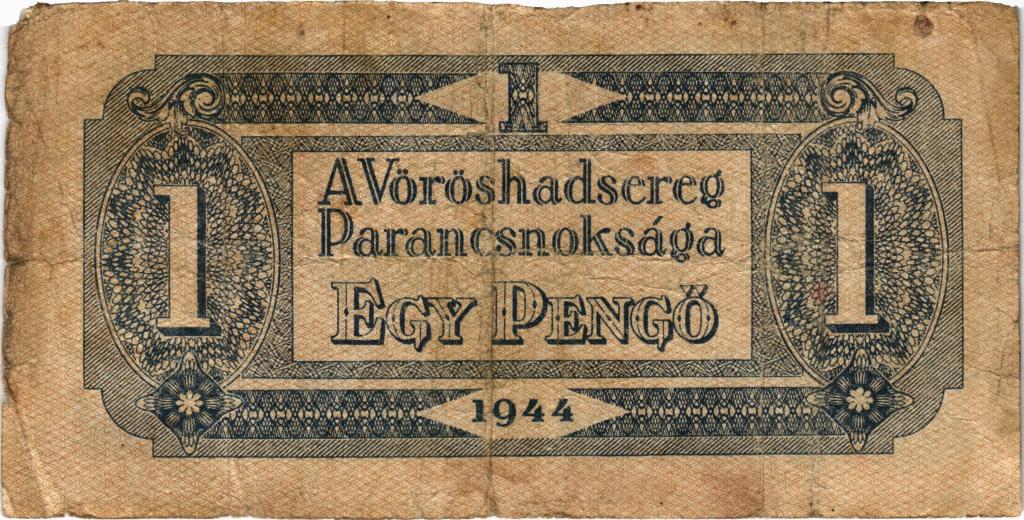 1
A Vöröshadsereg
Parancsnoksága
EGY PENGŐ
1 1
1944